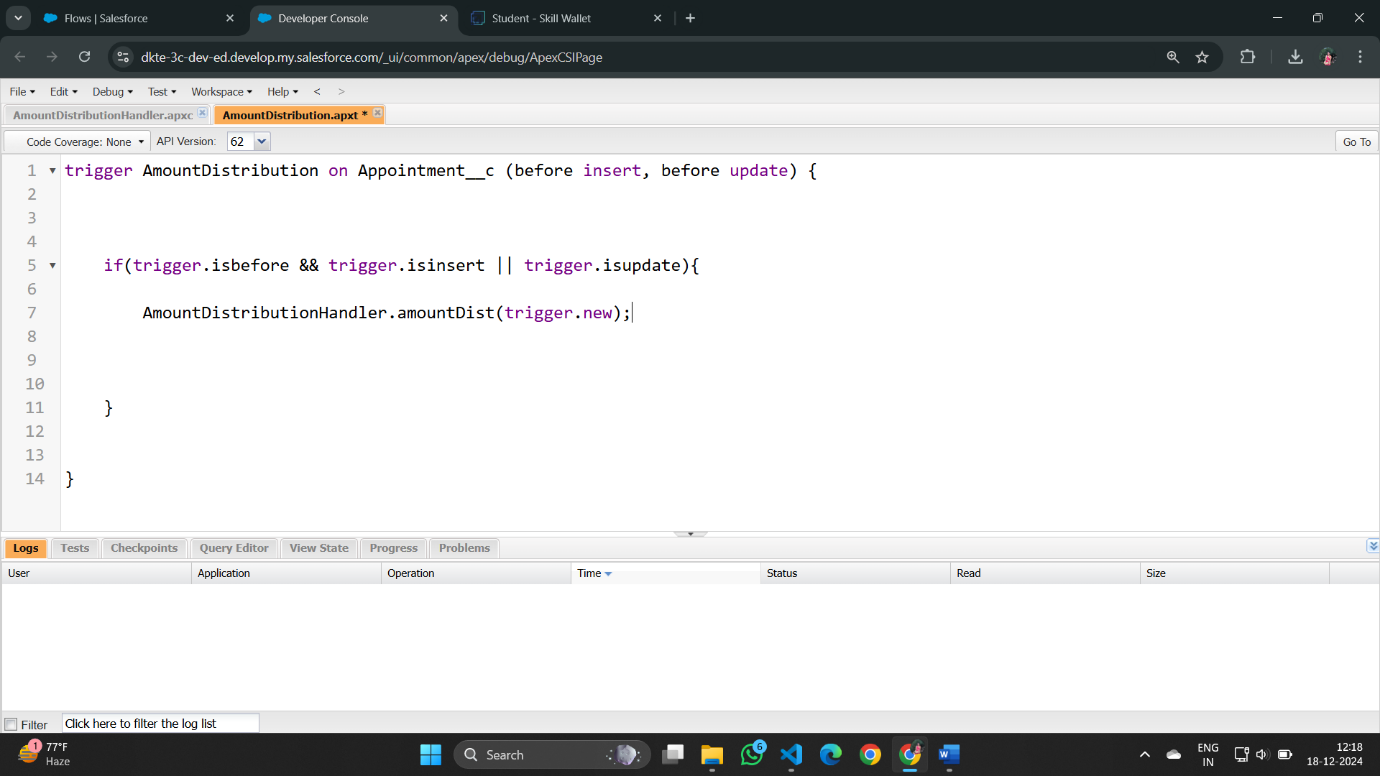 Flows | Salesforce
Developer Console
Student - Skill Wallet
dkte-3c-dev-ed.develop.my.salesforce.com/_ui/common/apex/debug/ApexCSIPage
File Edit Debug Test Workspace Help < >
AmountDistributionHandler.apxc
AmountDistribution.apxt *
Code Coverage: None API Version: 62 Go To
1 trigger AmountDistribution on Appointment__c (before insert, before update) {
2
3
4
5 if(trigger.isbefore && trigger.isinsert || trigger.isupdate){
6
7 AmountDistributionHandler.amountDist(trigger.new);
8
9
10
11 }
12
13
14 }
Logs Tests Checkpoints Query Editor View State Progress Problems
User Application Operation Time Status Read Size
Filter Click here to filter the log list
1 77°F
Haze
Search
6
ENG
IN
12:18
18-12-2024